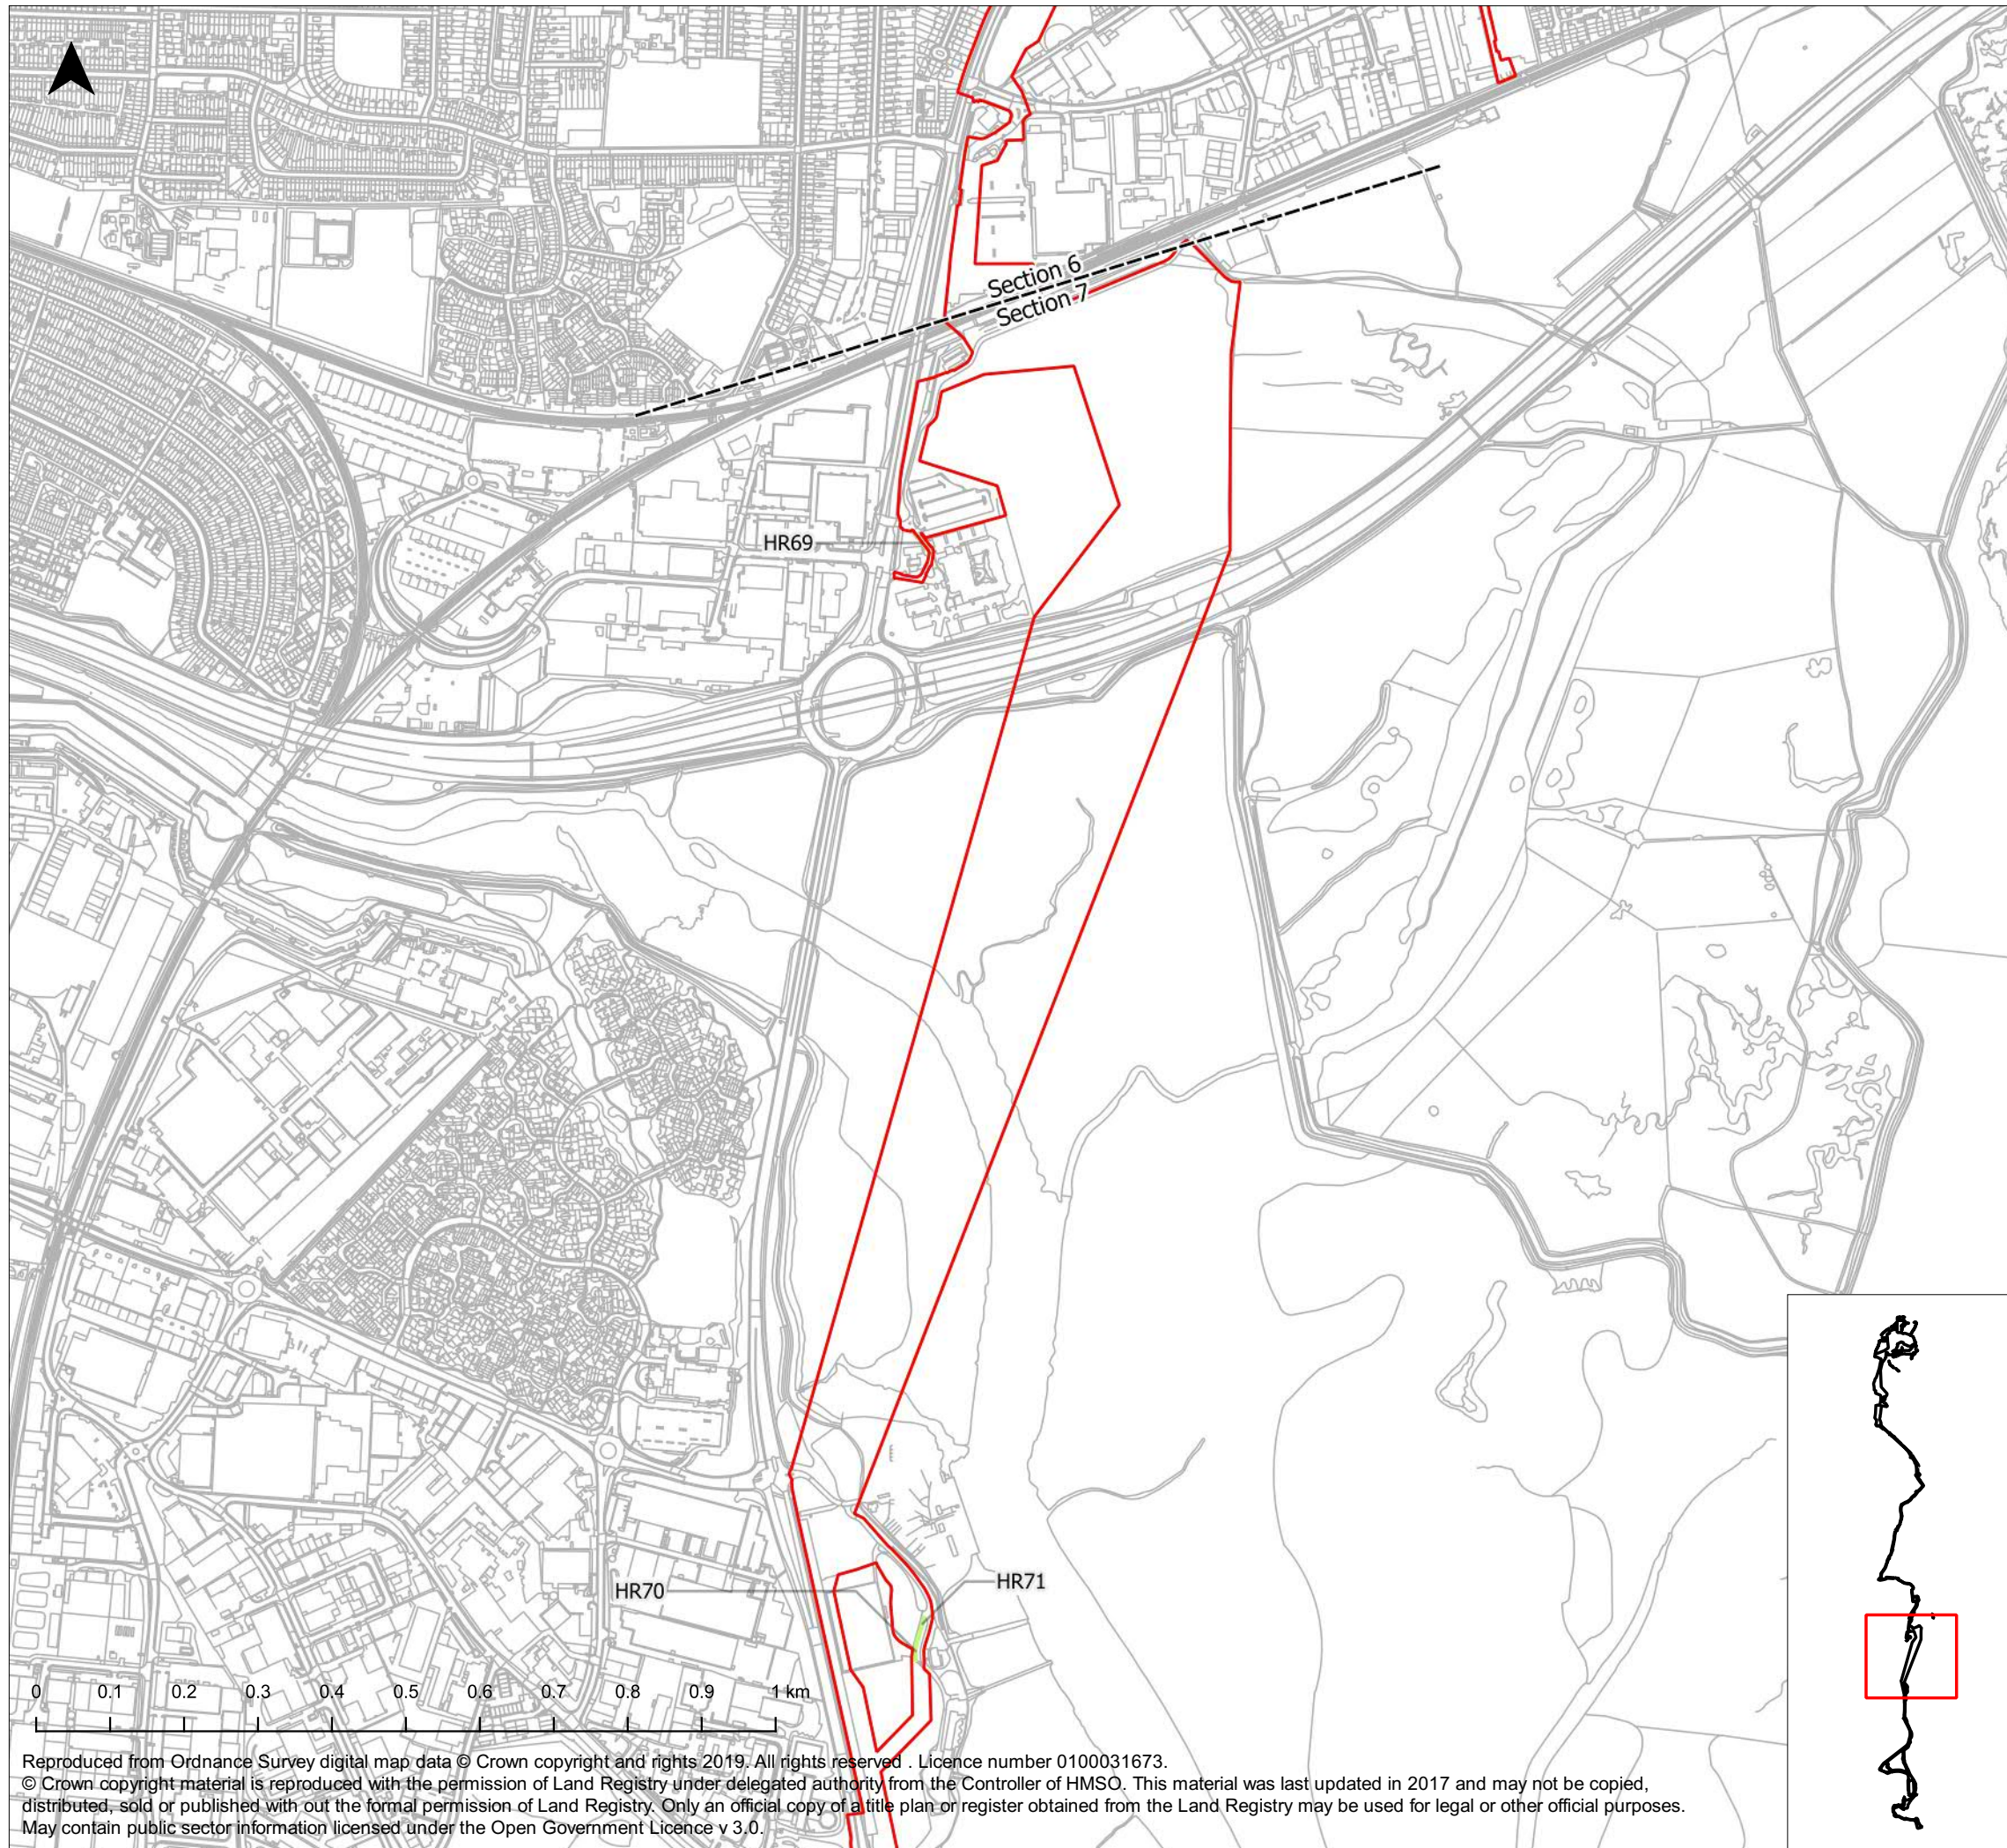 Section 6
Section 7
HR69
HR70
HR71
0 0.1 0.2 0.3 0.4 0.5 0.6 0.7 0.8 0.9 1 km
Reproduced from Ordnance Survey digital map data © Crown copyright and rights 2019. All rights reserved . Licence number 0100031673.
© Crown copyright material is reproduced with the permission of Land Registry under delegated authority from the Controller of HMSO. This material was last updated in 2017 and may not be copied,
distributed, sold or published with out the formal permission of Land Registry. Only an official copy of a title plan or register obtained from the Land Registry may be used for legal or other official purposes.
May contain public sector information licensed under the Open Government Licence v 3.0.